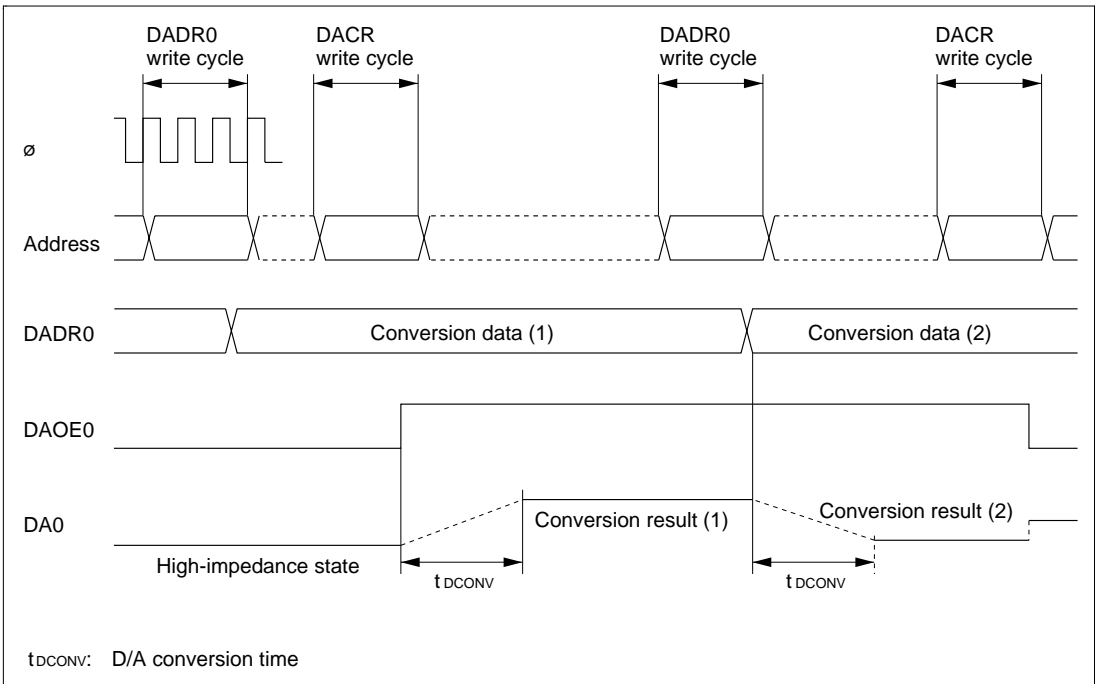 DADR0
write cycle
DACR
write cycle
DADR0
write cycle
DACR
write cycle
ø
Address
DADR0
Conversion data (1)
Conversion data (2)
DAOE0
DA0
Conversion result (1)
Conversion result (2)
High-impedance state
t DCONV
t DCONV
t DCONV: D/A conversion time